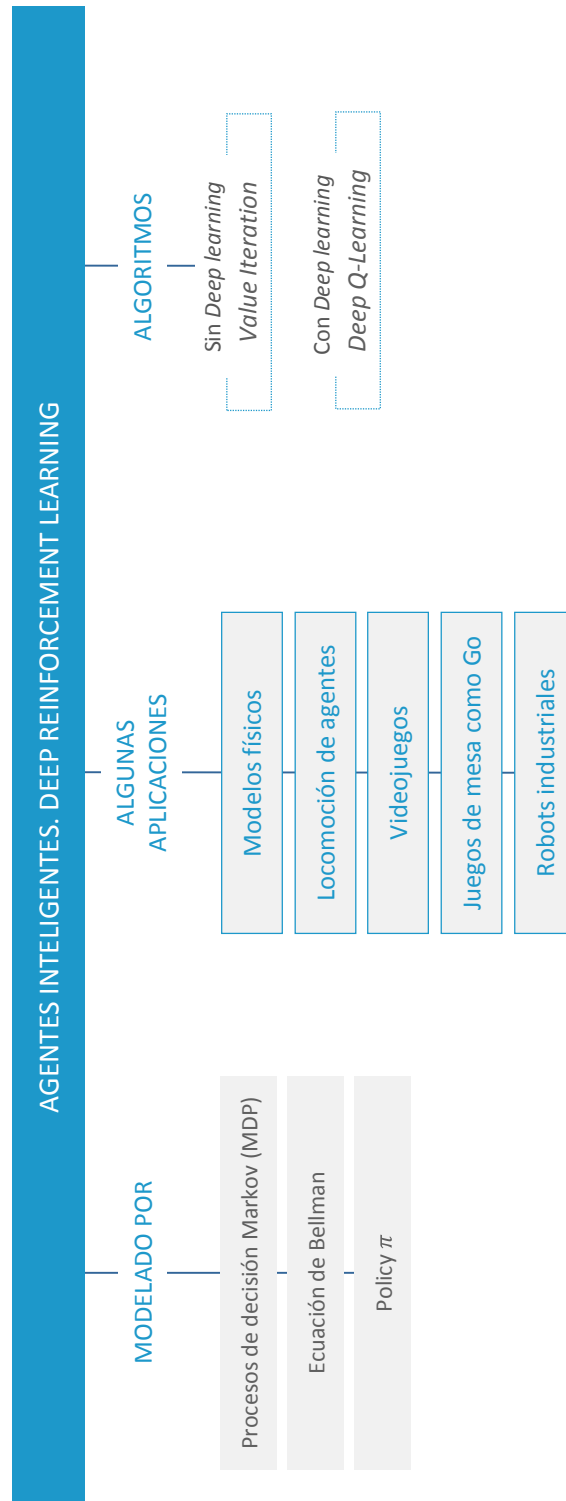 AGENTES INTELIGENTES. DEEP REINFORCEMENT LEARNING
MODELADO POR
Procesos de decisión Markov (MDP)
Ecuación de Bellman
Policy π
ALGUNAS
APLICACIONES
Modelos físicos
Locomoción de agentes
Videojuegos
Juegos de mesa como Go
Robots industriales
ALGORITMOS
Sin Deep learning
Value Iteration
Con Deep learning
Deep Q-Learning